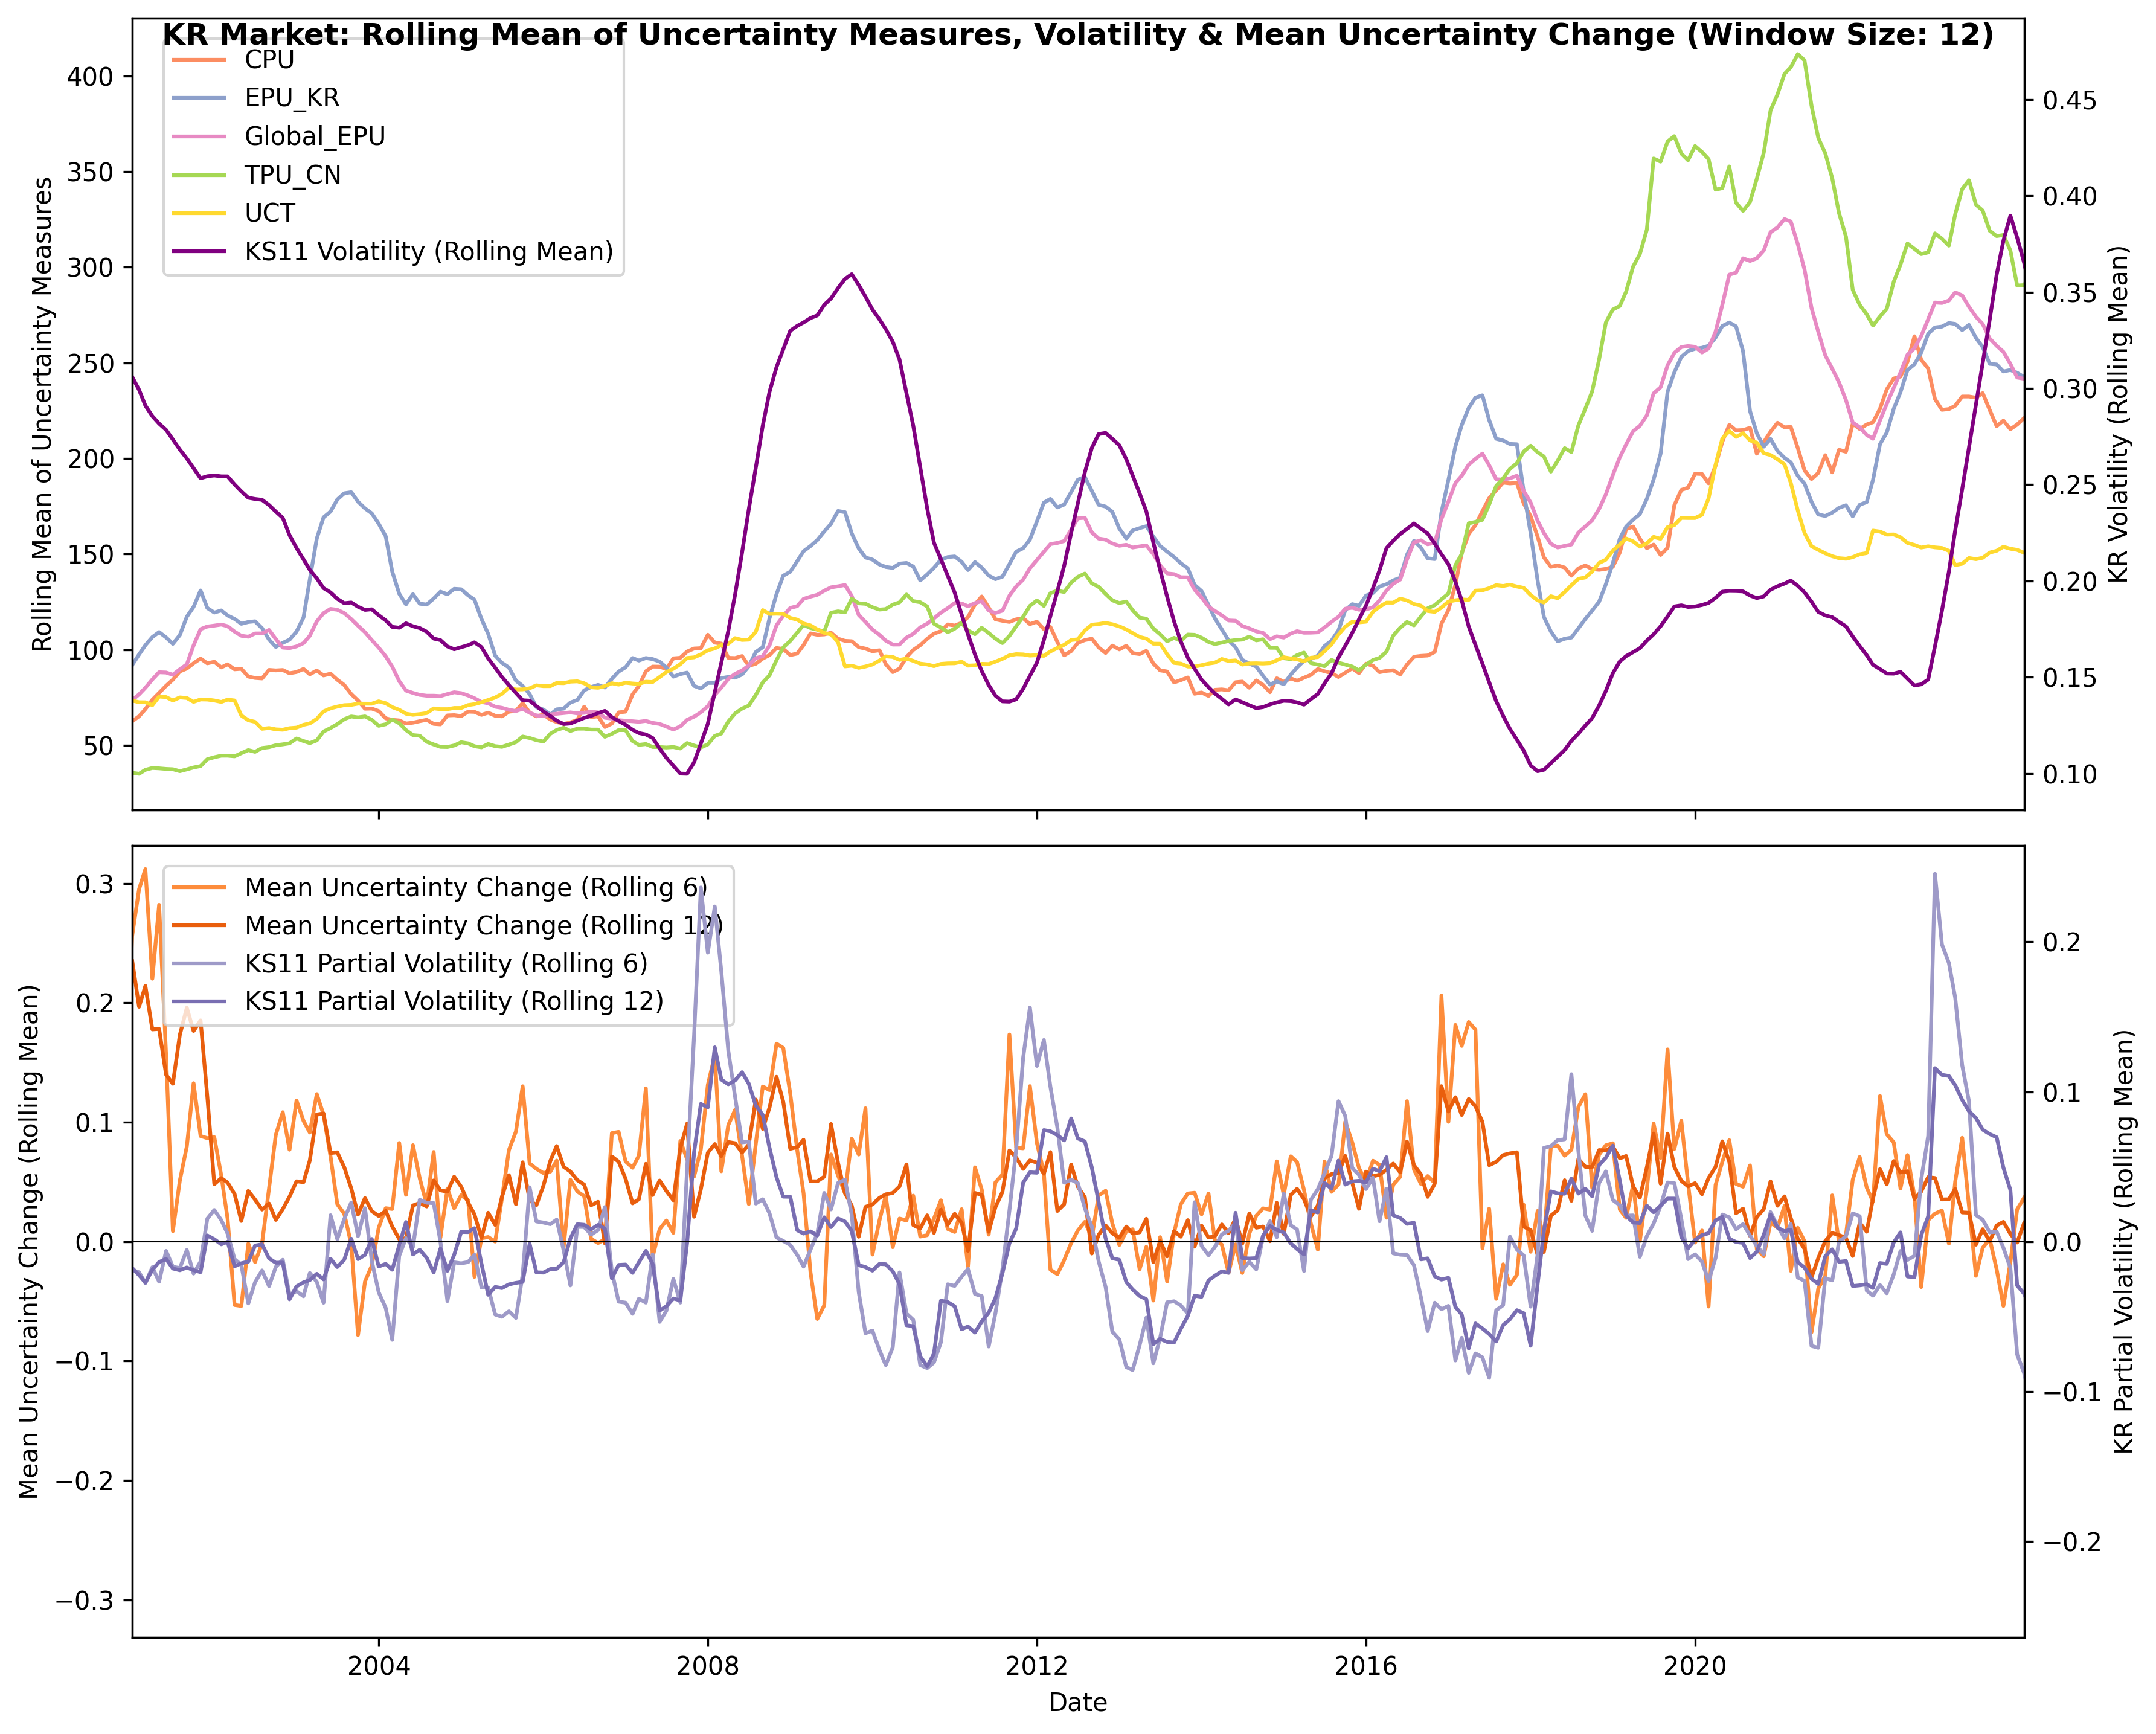 KR Market: Rolling Mean of Uncertainty Measures, Volatility & Mean Uncertainty Change (Window Size: 12)
CPU
EPU_KR
Global_EPU
TPU_CN
UCT
KS11 Volatility (Rolling Mean)
Rolling Mean of Uncertainty Measures
400
350
300
250
200
150
100
50
KR Volatility (Rolling Mean)
0.45
0.40
0.35
0.30
0.25
0.20
0.15
0.10
Mean Uncertainty Change (Rolling 6)
Mean Uncertainty Change (Rolling 12)
KS11 Partial Volatility (Rolling 6)
KS11 Partial Volatility (Rolling 12)
Mean Uncertainty Change (Rolling Mean)
0.3
0.2
0.1
0.0
−0.1
−0.2
−0.3
KR Partial Volatility (Rolling Mean)
0.2
0.1
0.0
−0.1
−0.2
2004
2008
2012
2016
2020
Date